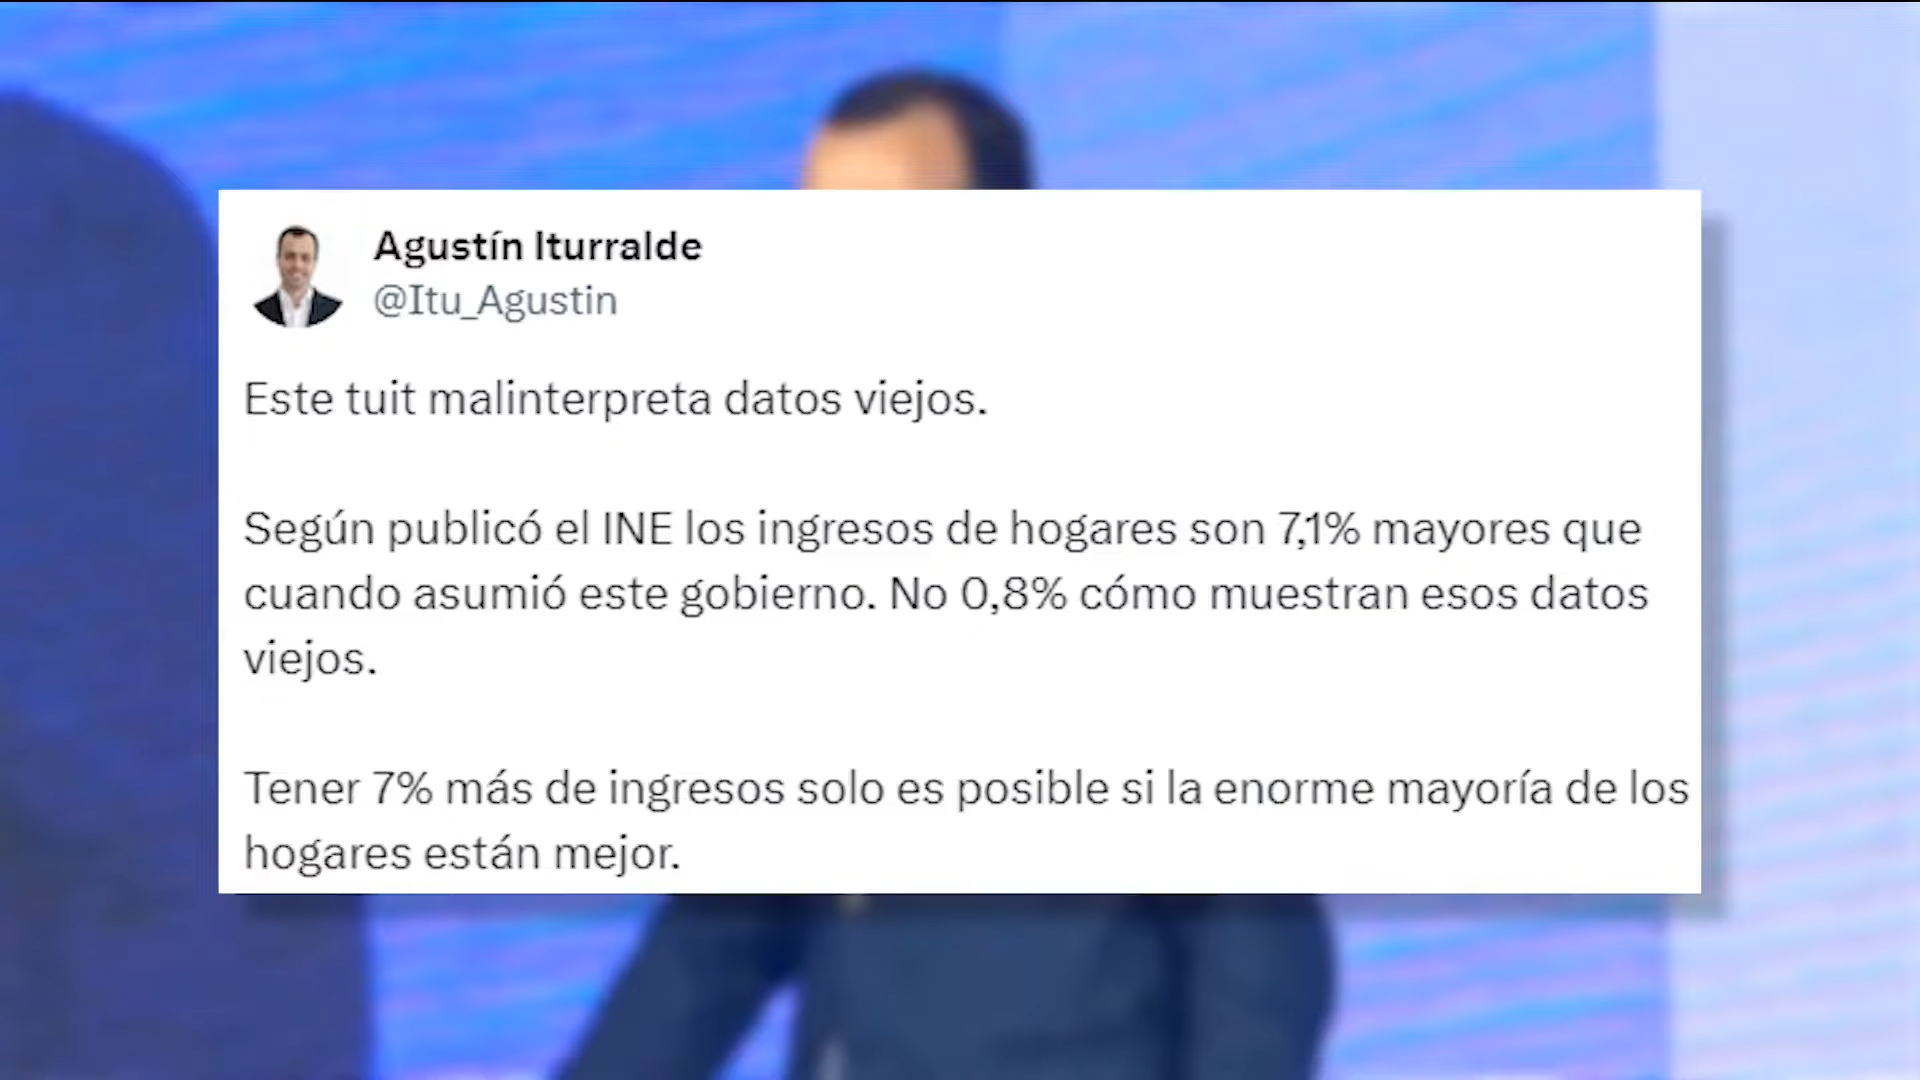 Agustín Iturralde
@Itu_Agustin
Este tuit malinterpreta datos viejos.
Según publicó el INE los ingresos de hogares son 7,1% mayores que
cuando asumió este gobierno. No 0,8% cómo muestran esos datos
viejos.
Tener 7% más de ingresos solo es posible si la enorme mayoría de los
hogares están mejor.